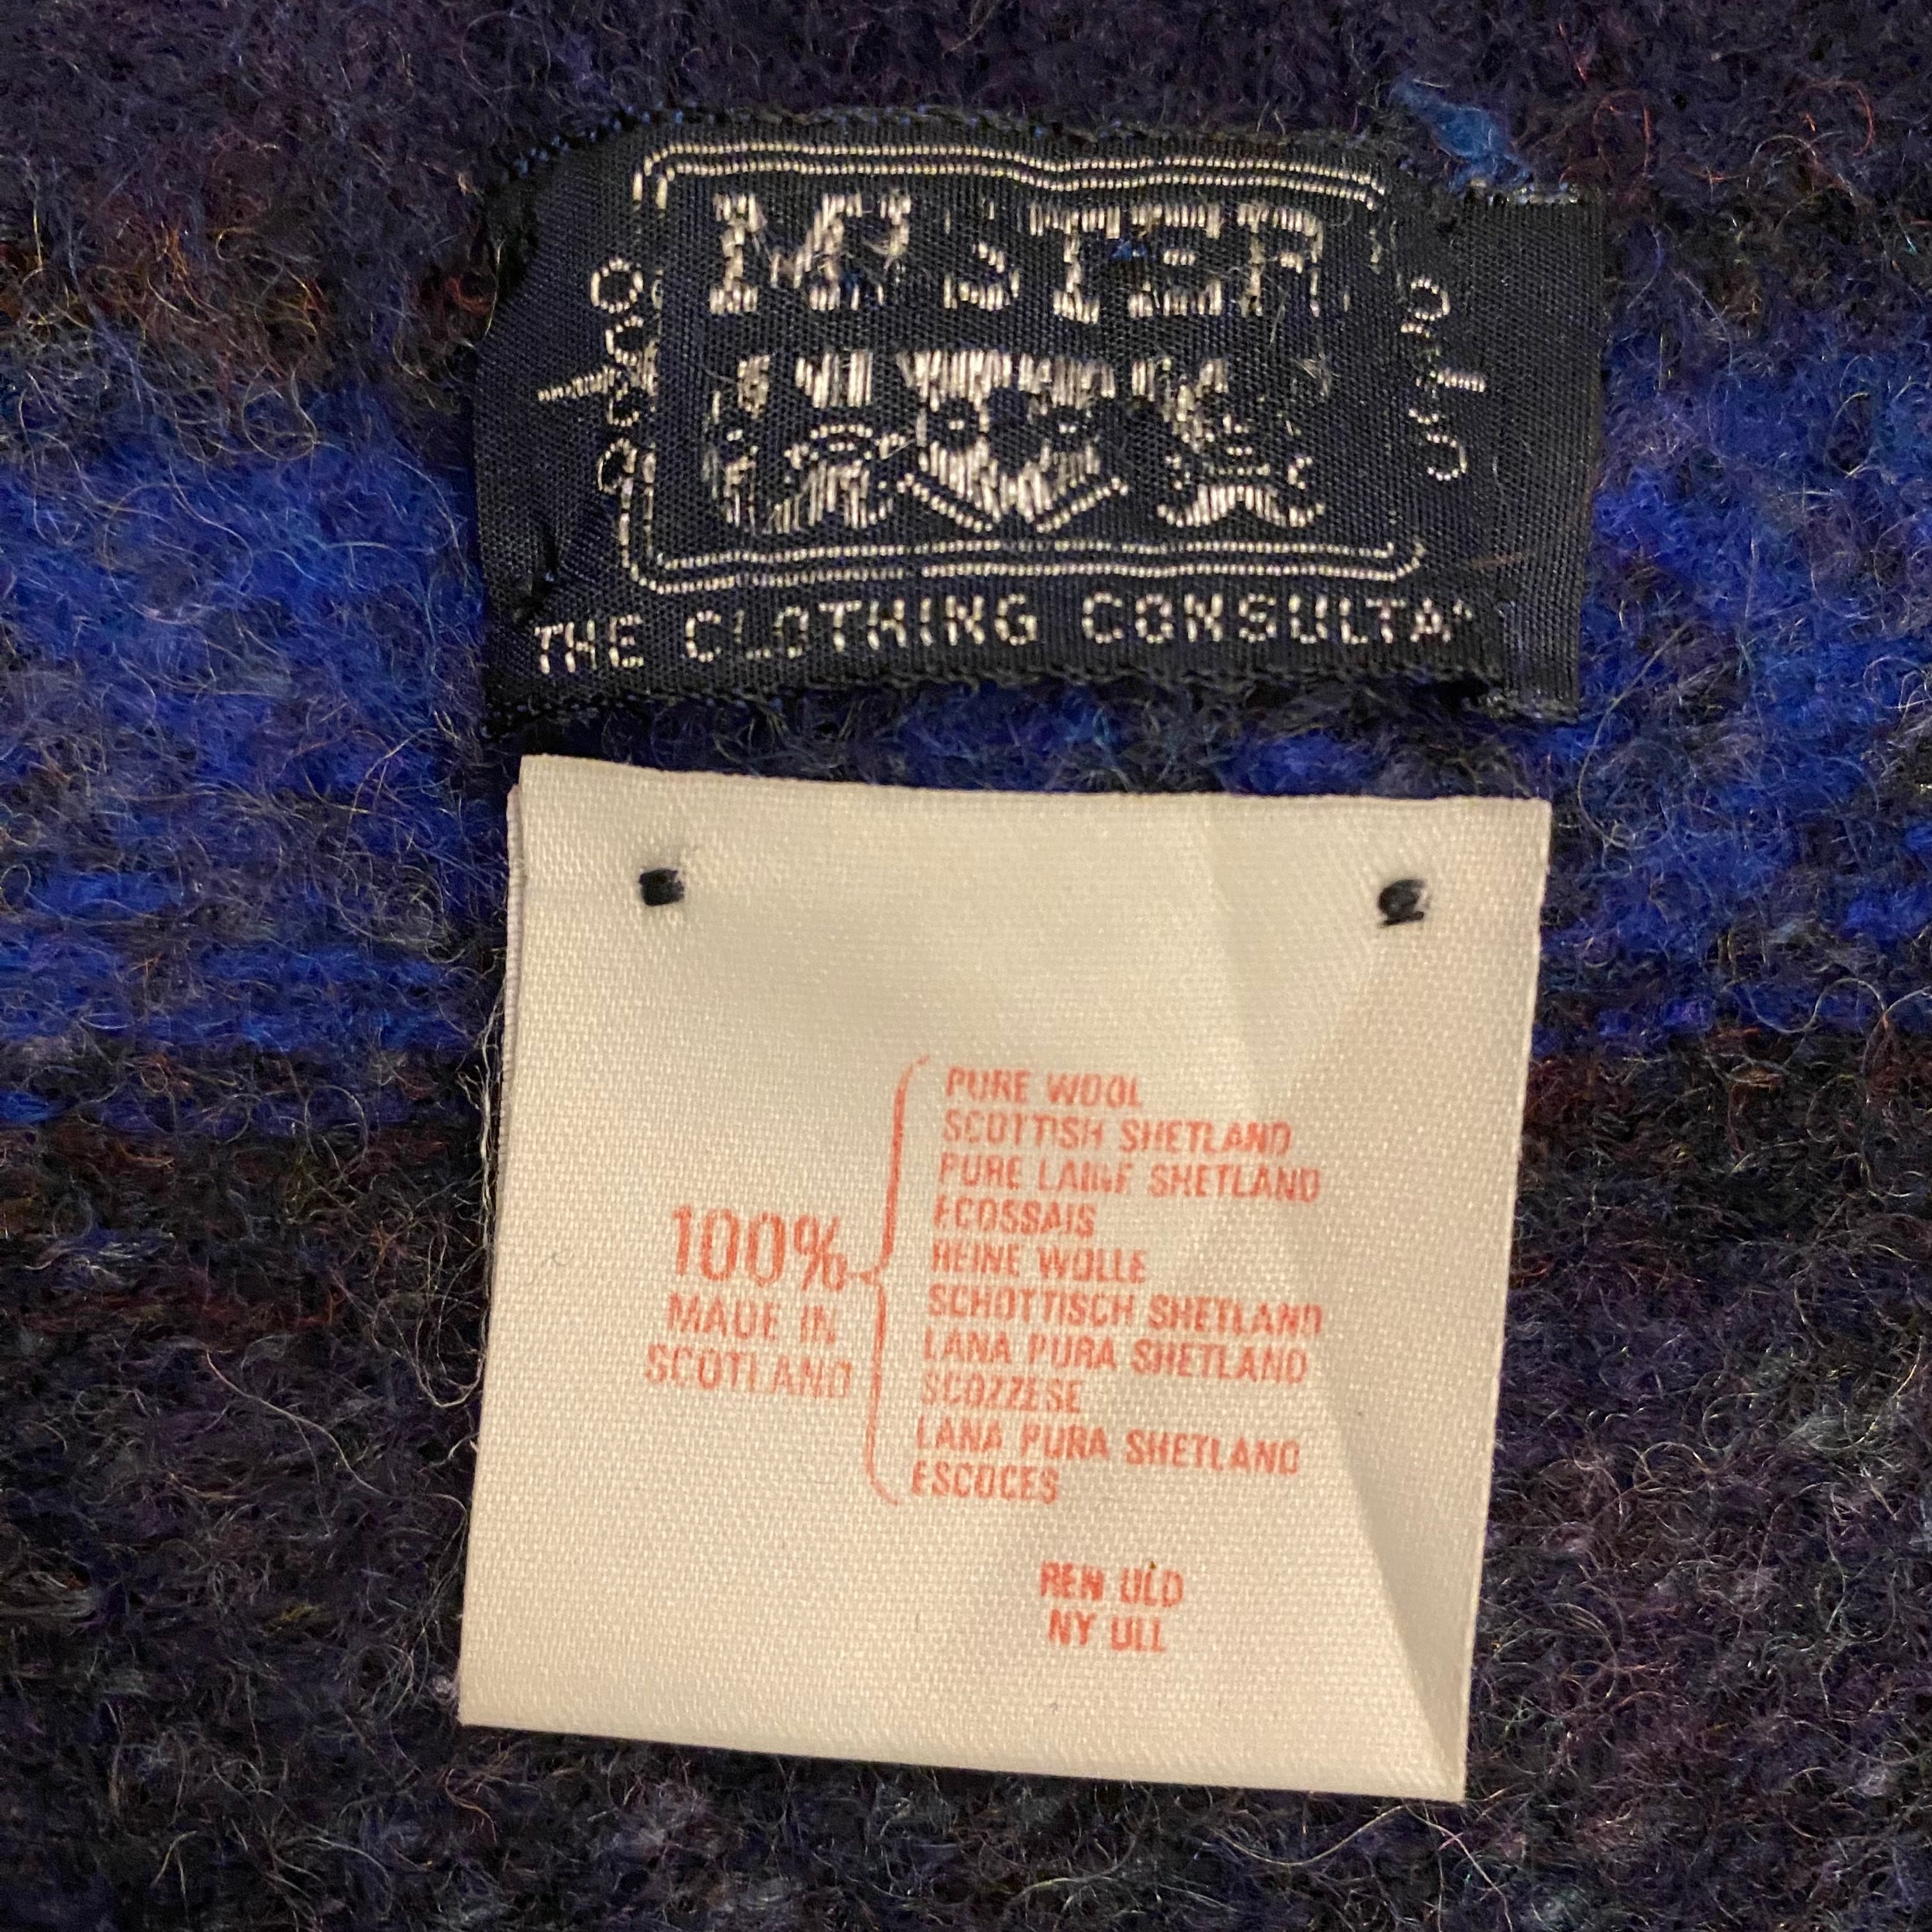 MISTER
THE CLOTHING CONSULTA
100%
MADE IN
SCOTLAND
PURE WOOL
SCOTTISH SHETLAND
PURE LAINE SHETLAND
ECOSSAIS
REINE WOLLE
SCHOTTISCH SHETLAND
LANA PURA SHETLAND
SCOZZESE
LANA PURA SHETLAND
ESCOCES
REN ULD
NY ULL